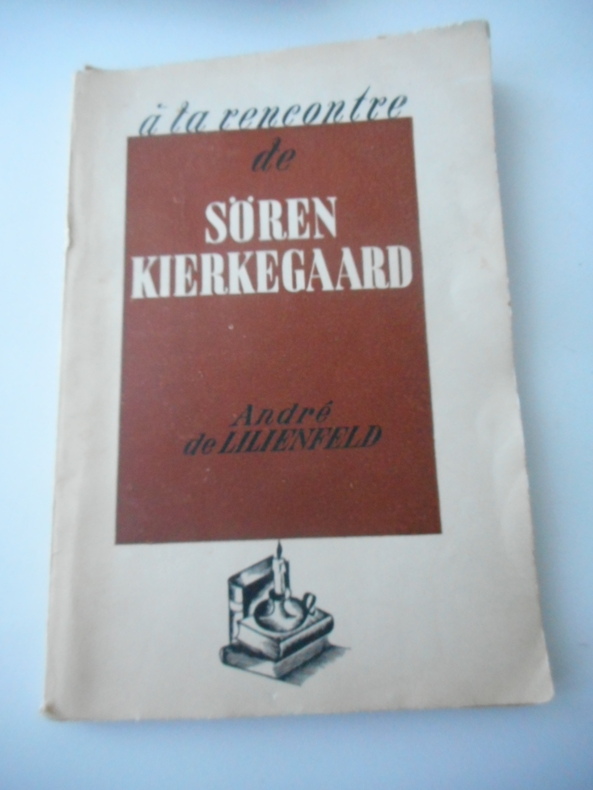 à la rencontre
de
SÖREN
KIERKEGAARD
André
de LILIENFELD